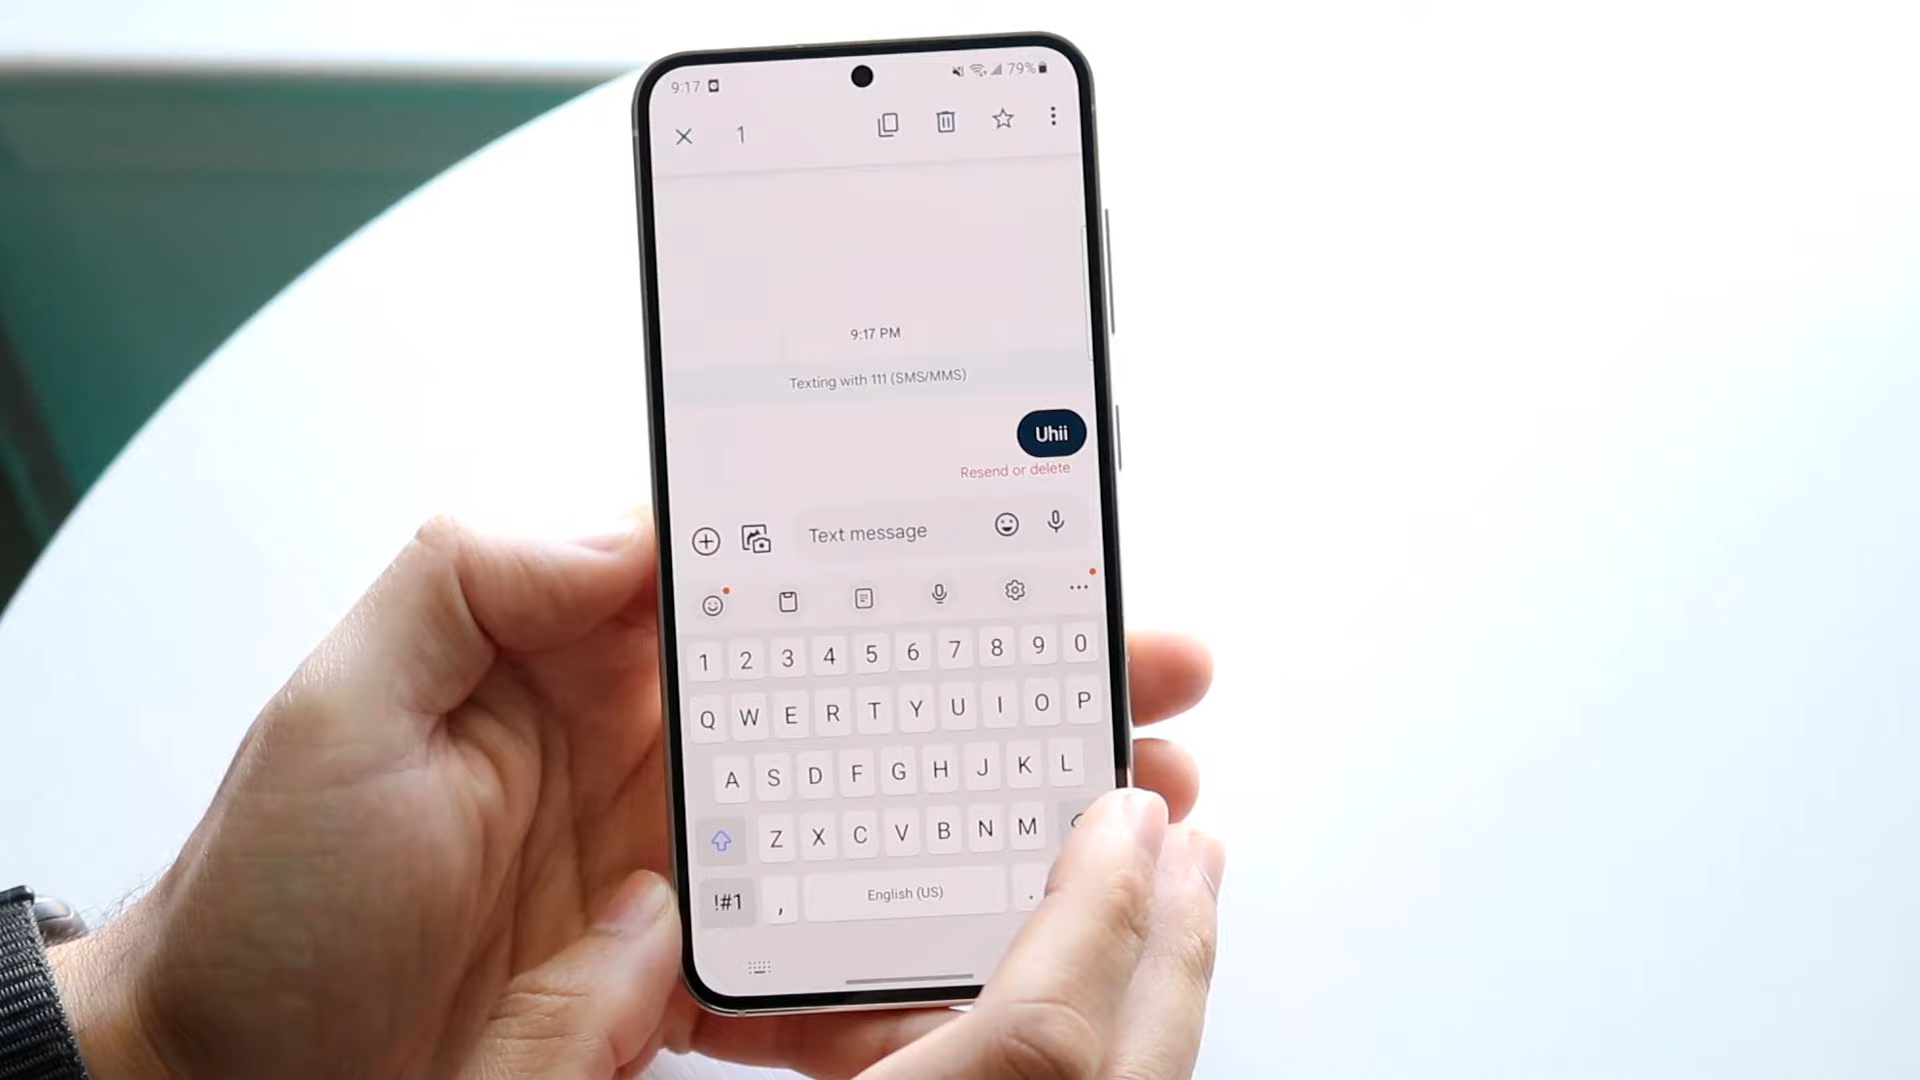 9:17 79%
1
9:17 PM
Texting with 111 (SMS/MMS)
Uhii
Resend or delete
Text message
1 2 3 4 5 6 7 8 9 0
Q W E R T Y U I O P
A S D F G H J K L
Z X C V B N M
!#1 , English (US) .